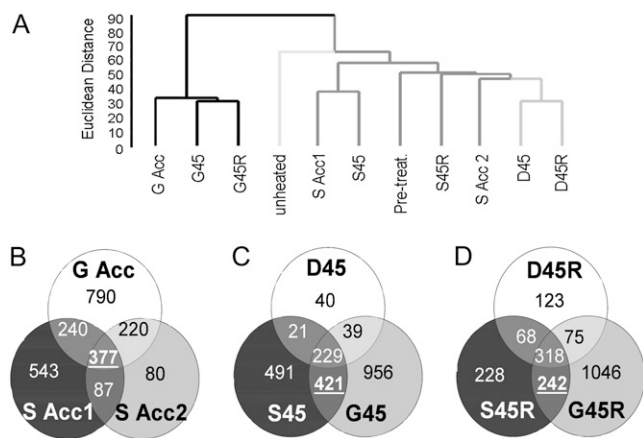 A
Euclidean Distance
90
80
70
60
50
40
30
20
10
0
G Acc
G45
G45R
unheated
S Acc1
S45
Pre-treat.
S45R
S Acc 2
D45
D45R
B
G Acc
790
240
220
377
543
87
80
S Acc1
S Acc2
C
D45
40
21
39
229
491
421
956
S45
G45
D
D45R
123
68
75
318
228
242
1046
S45R
G45R